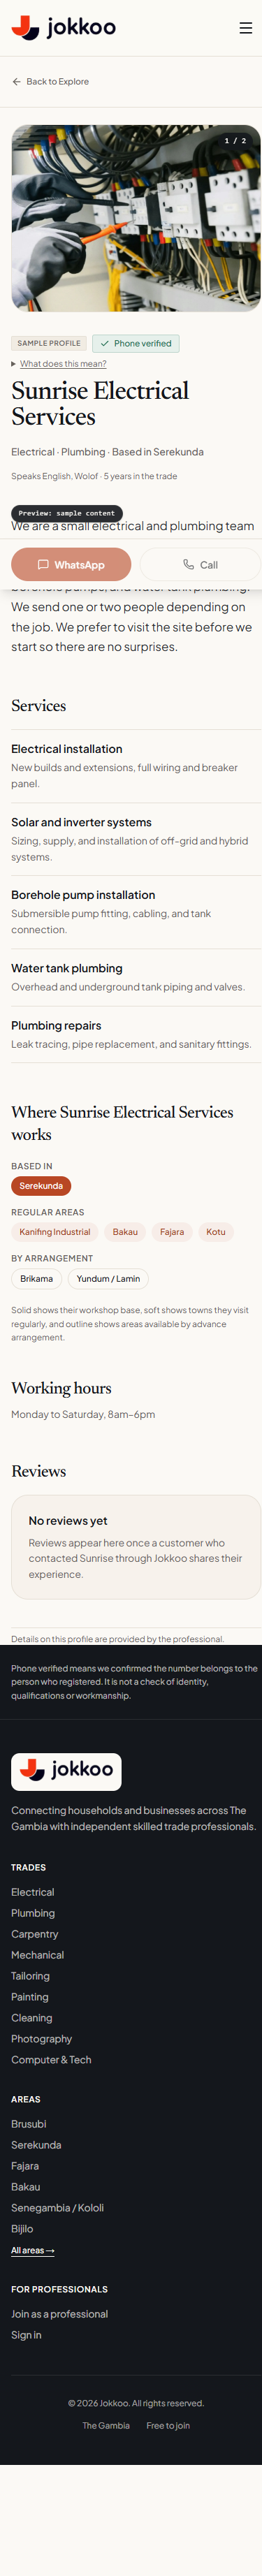 jokkoo
← Back to Explore
1 / 2
SAMPLE PROFILE
Phone verified
What does this mean?
Sunrise Electrical
Services
Electrical · Plumbing · Based in Serekunda
Speaks English, Wolof · 5 years in the trade
Preview: sample content
We are a small electrical and plumbing team
WhatsApp
Call
borehole pumps, and water tank plumbing.
We send one or two people depending on
the job. We prefer to visit the site before we
start so there are no surprises.
Services
Electrical installation
New builds and extensions, full wiring and breaker
panel.
Solar and inverter systems
Sizing, supply, and installation of off-grid and hybrid
systems.
Borehole pump installation
Submersible pump fitting, cabling, and tank
connection.
Water tank plumbing
Overhead and underground tank piping and valves.
Plumbing repairs
Leak tracing, pipe replacement, and sanitary fittings.
Where Sunrise Electrical Services
works
BASED IN
Serekunda
REGULAR AREAS
Kanifing Industrial
Bakau
Fajara
Kotu
BY ARRANGEMENT
Brikama
Yundum / Lamin
Solid shows their workshop base, soft shows towns they visit
regularly, and outline shows areas available by advance
arrangement.
Working hours
Monday to Saturday, 8am–6pm
Reviews
No reviews yet
Reviews appear here once a customer who
contacted Sunrise through Jokkoo shares their
experience.
Details on this profile are provided by the professional.
Phone verified means we confirmed the number belongs to the
person who registered. It is not a check of identity,
qualifications or workmanship.
jokkoo
Connecting households and businesses across The
Gambia with independent skilled trade professionals.
TRADES
Electrical
Plumbing
Carpentry
Mechanical
Tailoring
Painting
Cleaning
Photography
Computer & Tech
AREAS
Brusubi
Serekunda
Fajara
Bakau
Senegambia / Kololi
Bijilo
All areas →
FOR PROFESSIONALS
Join as a professional
Sign in
© 2026 Jokkoo. All rights reserved.
The Gambia
Free to join